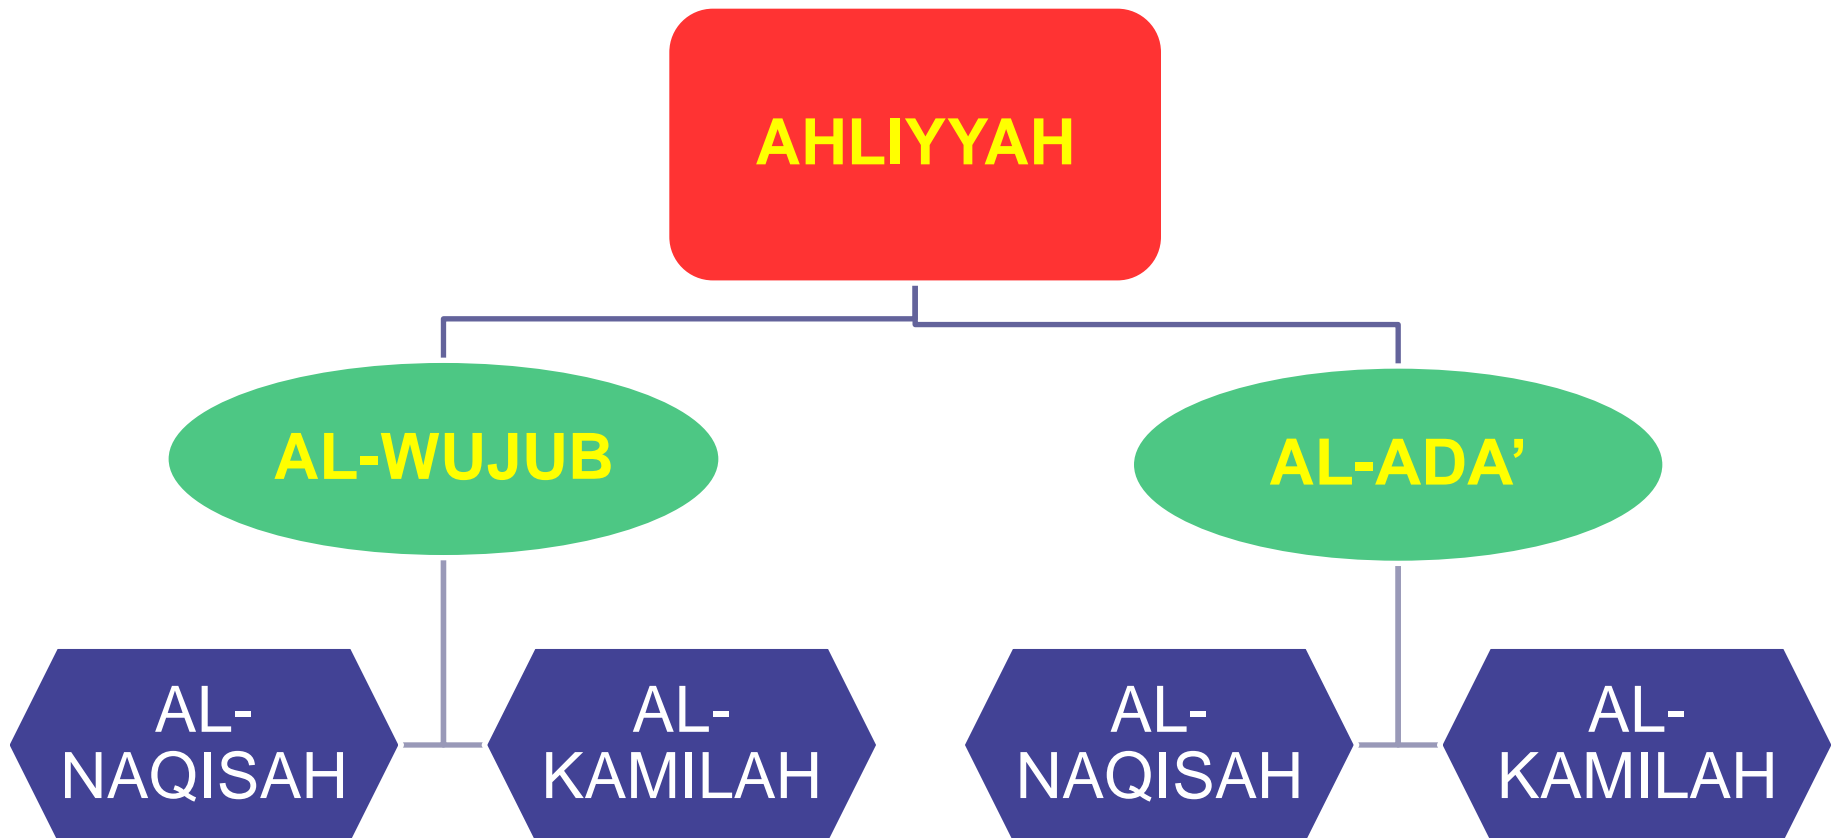 AHLIYYAH
AL-WUJUB
AL-ADA’
AL-
NAQISAH
AL-
KAMILAH
AL-
NAQISAH
AL-
KAMILAH